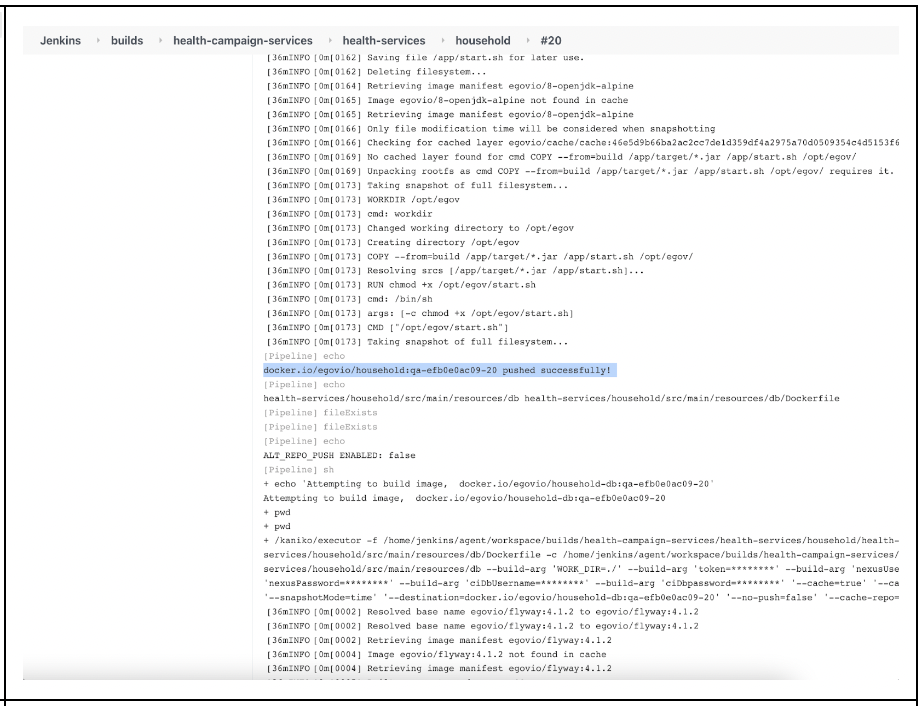 Jenkins builds health-campaign-services health-services household #20
[36mINFO[0m[0162] Saving file /app/start.sh for later use.
[36mINFO[0m[0162] Deleting filesystem...
[36mINFO[0m[0164] Retrieving image manifest egovio/8-openjdk-alpine
[36mINFO[0m[0165] Image egovio/8-openjdk-alpine not found in cache
[36mINFO[0m[0165] Retrieving image manifest egovio/8-openjdk-alpine
[36mINFO[0m[0166] Only file modification time will be considered when snapshotting
[36mINFO[0m[0166] Checking for cached layer egovio/cache/cache:46e5d9b66ba2ac2cc7de1d359df4a2975a70d0509354c4d5153f6
[36mINFO[0m[0169] No cached layer found for cmd COPY --from=build /app/target/*.jar /app/start.sh /opt/egov/
[36mINFO[0m[0169] Unpacking rootfs as cmd COPY --from=build /app/target/*.jar /app/start.sh /opt/egov/ requires it.
[36mINFO[0m[0173] Taking snapshot of full filesystem...
[36mINFO[0m[0173] WORKDIR /opt/egov
[36mINFO[0m[0173] cmd: workdir
[36mINFO[0m[0173] Changed working directory to /opt/egov
[36mINFO[0m[0173] Creating directory /opt/egov
[36mINFO[0m[0173] COPY --from=build /app/target/*.jar /app/start.sh /opt/egov/
[36mINFO[0m[0173] Resolving srcs [/app/target/*.jar /app/start.sh]...
[36mINFO[0m[0173] RUN chmod +x /opt/egov/start.sh
[36mINFO[0m[0173] cmd: /bin/sh
[36mINFO[0m[0173] args: [-c chmod +x /opt/egov/start.sh]
[36mINFO[0m[0173] CMD ["/opt/egov/start.sh"]
[36mINFO[0m[0173] Taking snapshot of full filesystem...
[Pipeline] echo
docker.io/egovio/household:qa-efb0e0ac09-20 pushed successfully!
[Pipeline] echo
health-services/household/src/main/resources/db health-services/household/src/main/resources/db/Dockerfile
[Pipeline] fileExists
[Pipeline] fileExists
[Pipeline] echo
ALT_REPO_PUSH ENABLED: false
[Pipeline] sh
+ echo 'Attempting to build image,  docker.io/egovio/household-db:qa-efb0e0ac09-20'
Attempting to build image,  docker.io/egovio/household-db:qa-efb0e0ac09-20
+ pwd
+ pwd
+ /kaniko/executor -f /home/jenkins/agent/workspace/builds/health-campaign-services/health-services/household/health-
services/household/src/main/resources/db/Dockerfile -c /home/jenkins/agent/workspace/builds/health-campaign-services/
services/household/src/main/resources/db --build-arg 'WORK_DIR=./' --build-arg 'token=********' --build-arg 'nexusUse
'nexusPassword=********' --build-arg 'ciDbUsername=********' --build-arg 'ciDbpassword=********' '--cache=true' '--ca
'--snapshotMode=time' '--destination=docker.io/egovio/household-db:qa-efb0e0ac09-20' '--no-push=false' '--cache-repo=
[36mINFO[0m[0002] Resolved base name egovio/flyway:4.1.2 to egovio/flyway:4.1.2
[36mINFO[0m[0002] Resolved base name egovio/flyway:4.1.2 to egovio/flyway:4.1.2
[36mINFO[0m[0002] Retrieving image manifest egovio/flyway:4.1.2
[36mINFO[0m[0004] Image egovio/flyway:4.1.2 not found in cache
[36mINFO[0m[0004] Retrieving image manifest egovio/flyway:4.1.2